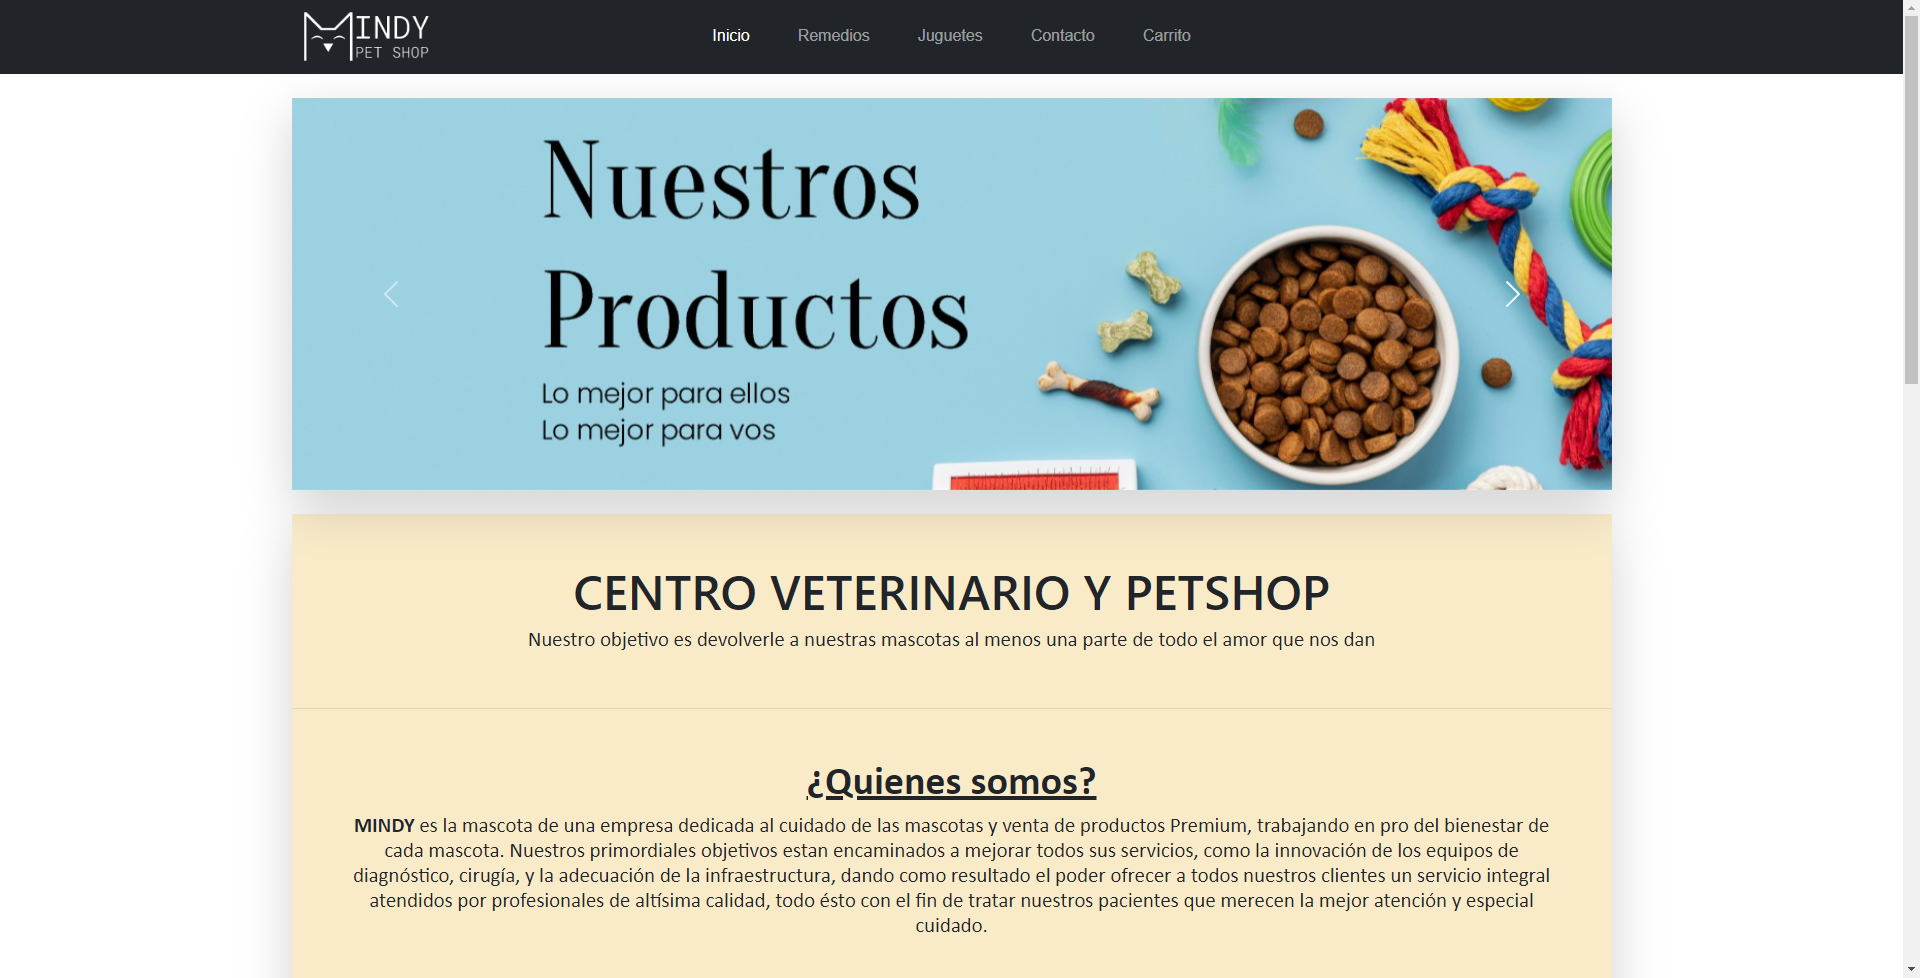 MINDY
PET SHOP
Inicio Remedios Juguetes Contacto Carrito
Nuestros
Productos
Lo mejor para ellos
Lo mejor para vos
CENTRO VETERINARIO Y PETSHOP
Nuestro objetivo es devolverle a nuestras mascotas al menos una parte de todo el amor que nos dan
¿Quienes somos?
MINDY es la mascota de una empresa dedicada al cuidado de las mascotas y venta de productos Premium, trabajando en pro del bienestar de
cada mascota. Nuestros primordiales objetivos estan encaminados a mejorar todos sus servicios, como la innovación de los equipos de
diagnóstico, cirugía, y la adecuación de la infraestructura, dando como resultado el poder ofrecer a todos nuestros clientes un servicio integral
atendidos por profesionales de altísima calidad, todo ésto con el fin de tratar nuestros pacientes que merecen la mejor atención y especial
cuidado.